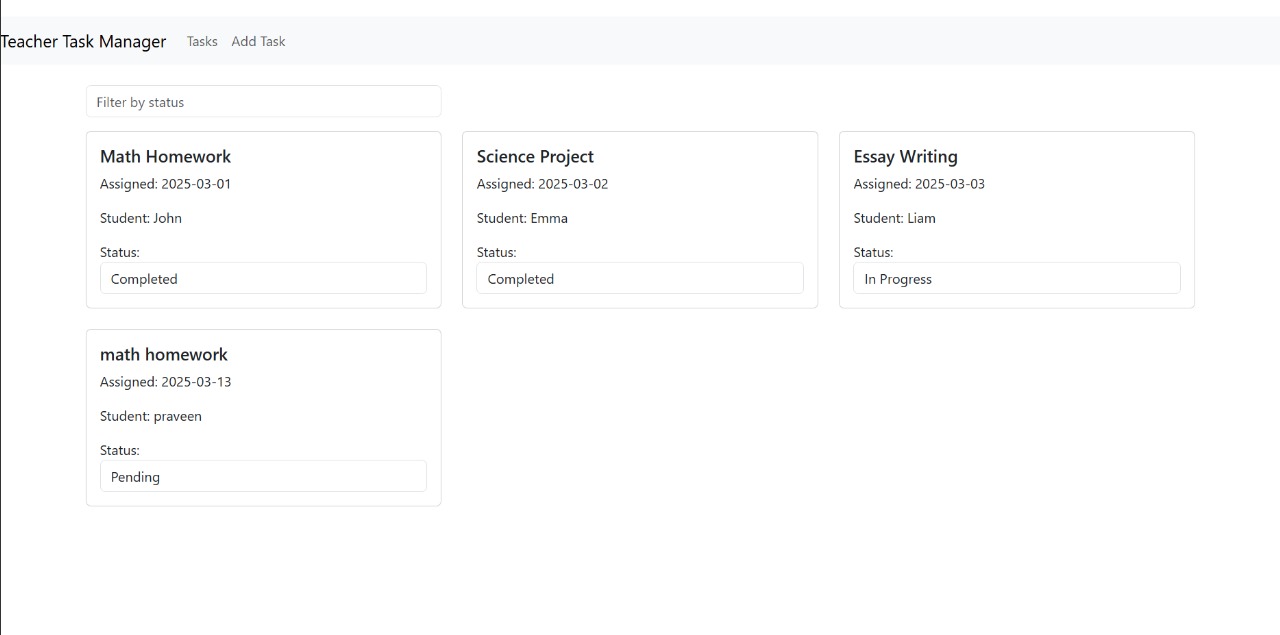 Teacher Task Manager Tasks Add Task
Filter by status
Math Homework
Assigned: 2025-03-01
Student: John
Status:
Completed
Science Project
Assigned: 2025-03-02
Student: Emma
Status:
Completed
Essay Writing
Assigned: 2025-03-03
Student: Liam
Status:
In Progress
math homework
Assigned: 2025-03-13
Student: praveen
Status:
Pending